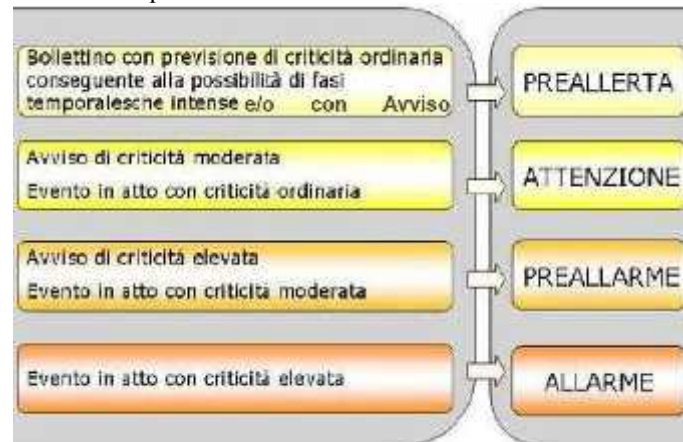 Bollettino con previsione di criticità ordinaria
conseguente alla possibilità di fasi
temporalesche intense e/o con Avviso
PREALLERTA
Avviso di criticità moderata
Evento in atto con criticità ordinaria
ATTENZIONE
Avviso di criticità elevata
Evento in atto con criticità moderata
PREALLARME
Evento in atto con criticità elevata
ALLARME